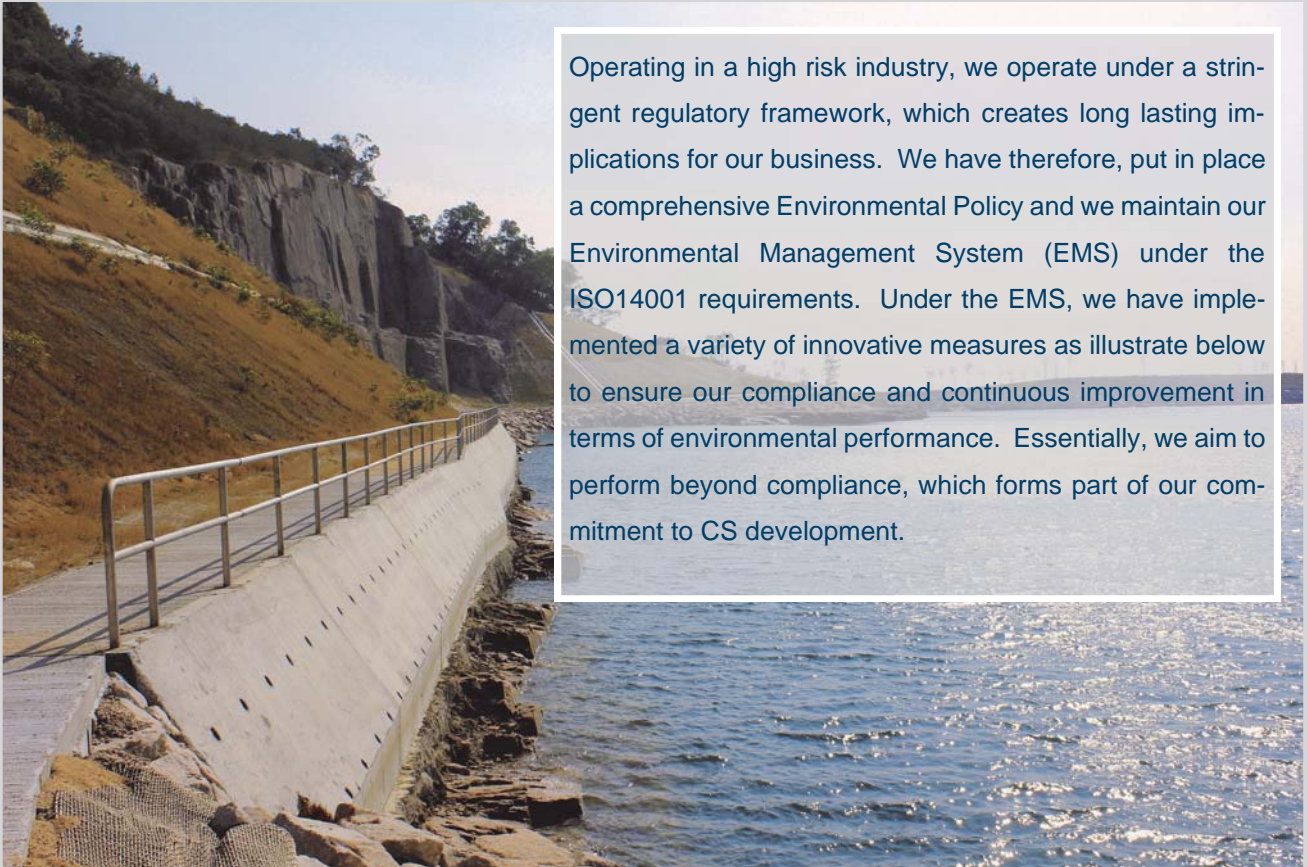 Operating in a high risk industry, we operate under a strin-
gent regulatory framework, which creates long lasting im-
plications for our business.  We have therefore, put in place
a comprehensive Environmental Policy and we maintain our
Environmental Management System (EMS) under the
ISO14001 requirements.  Under the EMS, we have imple-
mented a variety of innovative measures as illustrate below
to ensure our compliance and continuous improvement in
terms of environmental performance.  Essentially, we aim to
perform beyond compliance, which forms part of our com-
mitment to CS development.